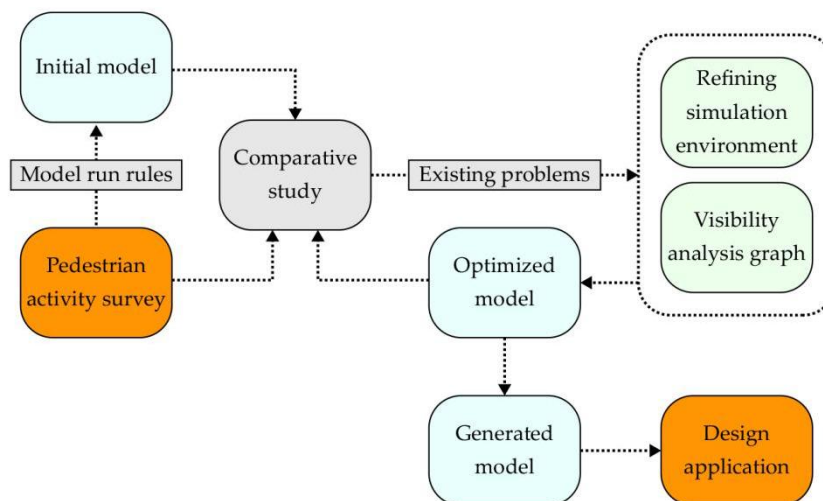 Initial model
Model run rules
Pedestrian
activity survey
Comparative
study
Existing problems
Refining
simulation
environment
Visibility
analysis graph
Optimized
model
Generated
model
Design
application